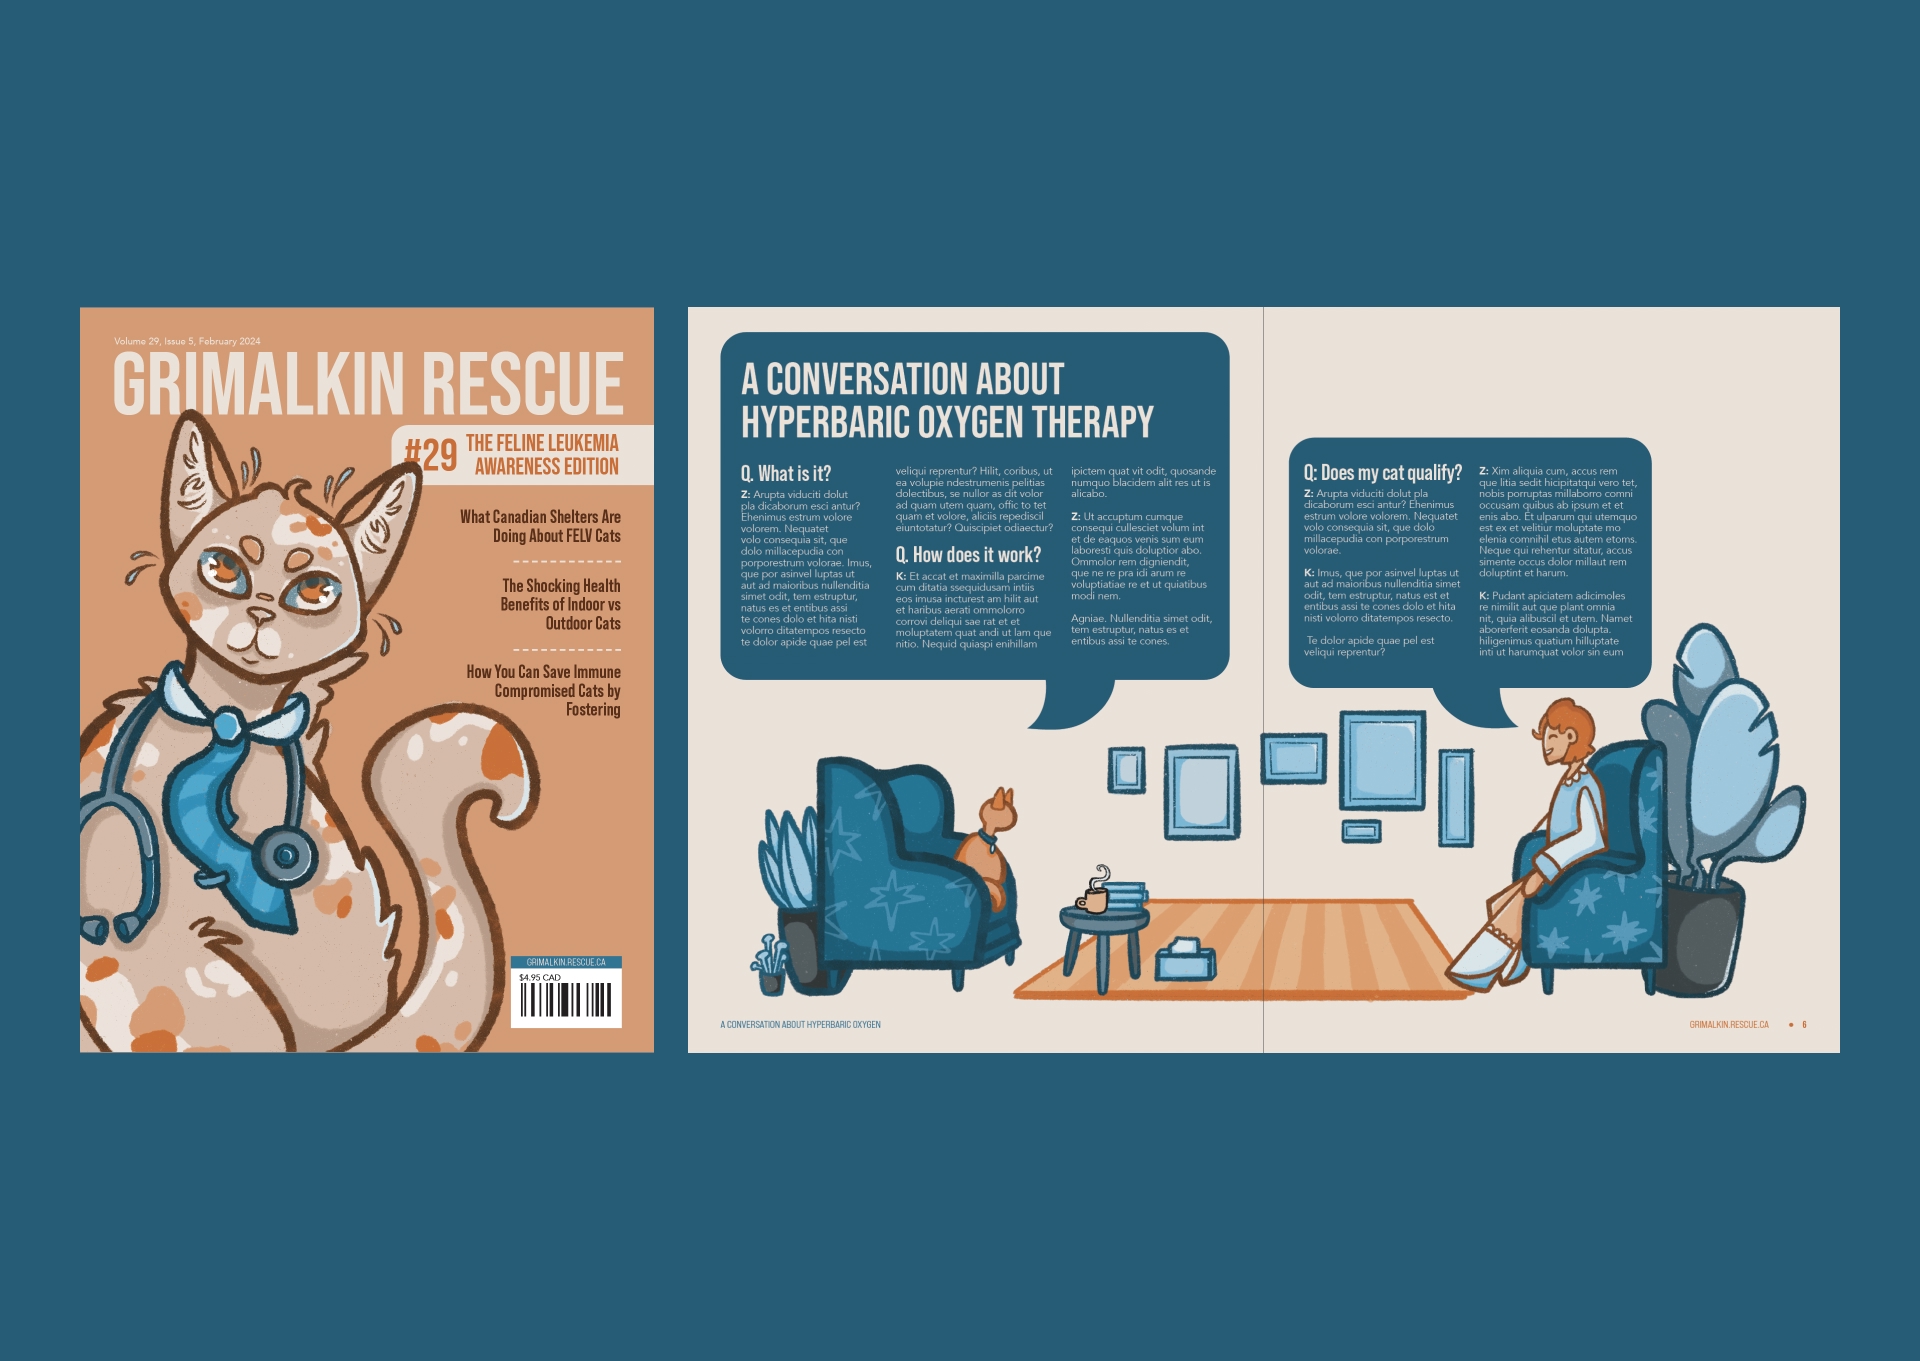 Volume 29, Issue 5, February 2024
GRIMALKIN RESCUE
#29
THE FELINE LEUKEMIA
AWARENESS EDITION
What Canadian Shelters Are
Doing About FELV Cats
The Shocking Health
Benefits of Indoor vs
Outdoor Cats
How You Can Save Immune
Compromised Cats by
Fostering
GRIMALKIN.RESCUE.CA
$4.95 CAD
A CONVERSATION ABOUT
HYPERBARIC OXYGEN THERAPY
Q. What is it?
Z: Arupta viduciti dolut
pla dicaborum esci antur?
Ehenimus estrum volore
volorem. Nequatet
volo consequia sit, que
dolo millacepudia con
porporestrum volorae. Imus,
que por asinvel luptas ut
aut ad maioribus nullenditia
simet odit, tem estruptur,
natus es et entibus assi
te cones dolo et hita nisti
volorro ditatempos resecto
te dolor apide quae pel est
veliqui reprentur? Hilit, coribus, ut
ea volupie ndestrumenis pelitias
dolectibus, se nullor as dit volor
ad quam utem quam, offic to tet
quam et volore, aliciis repediscil
eiuntotatur? Quiscipiet odiaectur?
Q. How does it work?
K: Et accat et maximilla parcime
cum ditatia ssequidusam intiis
eos imusa incturest am hilit aut
et haribus aerati ommolorro
corrovi deliqui sae rat et et
moluptatem quat andi ut lam que
nitio. Nequid quiaspi enihillam
ipictem quat vit odit, quosande
numquo blacidem alit res ut is
alicabo.
Z: Ut accuptum cumque
consequi cullesciet volum int
et de eaquos venis sum eum
laboresti quis doluptior abo.
Ommolor rem digniendit,
que ne re pra idi arum re
voluptiatiae re et ut quiatibus
modi nem.
Agniae. Nullenditia simet odit,
tem estruptur, natus es et
entibus assi te cones.
Q: Does my cat qualify?
Z: Arupta viduciti dolut pla
dicaborum esci antur? Ehenimus
estrum volore volorem. Nequatet
volo consequia sit, que dolo
millacepudia con porporestrum
volorae.
K: Imus, que por asinvel luptas ut
aut ad maioribus nullenditia simet
odit, tem estruptur, natus est et
entibus assi te cones dolo et hita
nisti volorro ditatempos resecto.
Te dolor apide quae pel est
veliqui reprentur?
Z: Xim aliquia cum, accus rem
que litia sedit hicipitatqui vero tet,
nobis porruptas millaborro comni
occusam quibus ab ipsum et et
enis abo. Et ulparum qui utemquo
est ex et velitiur moluptate mo
elenia comnihil etus autem etoms.
Neque qui rehentur sitatur, accus
simente occus dolor millaut rem
doluptint et harum.
K: Pudant apiciatem adicimoles
re nimilit aut que plant omnia
nit, quia alibuscil et utem. Namet
aborerferit eosanda dolupta.
hiligenimus quatium hilluptate
inti ut harumquat volor sin eum
A CONVERSATION ABOUT HYPERBARIC OXYGEN
GRIMALKIN.RESCUE.CA • 6